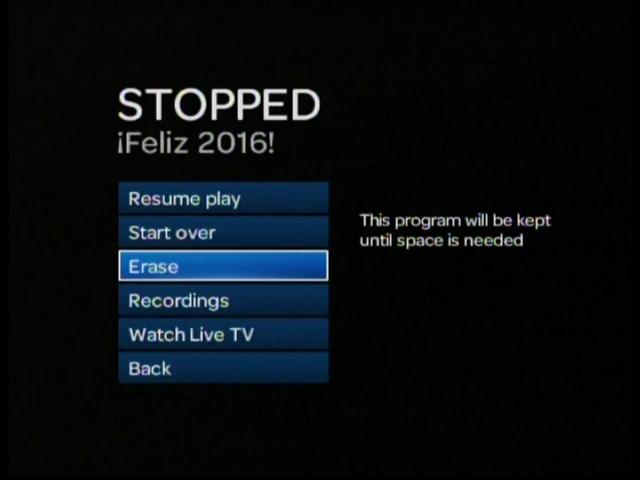 STOPPED
¡Feliz 2016!
Resume play
Start over
Erase
Recordings
Watch Live TV
Back
This program will be kept
until space is needed